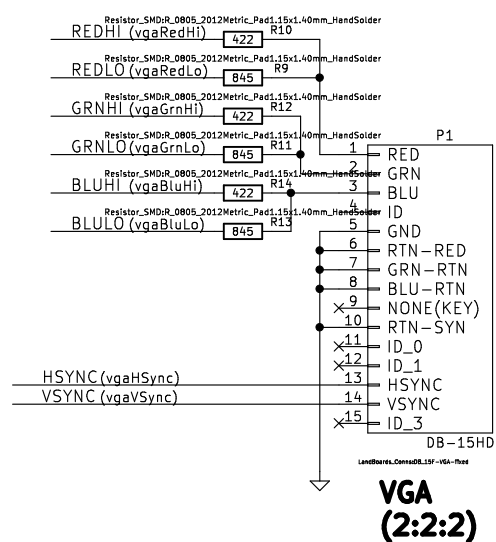 Resistor_SMD:R_0805_2012Metric_Pad1.15x1.40mm_HandSolder
REDHI (vgaRedHi) 422 R10
Resistor_SMD:R_0805_2012Metric_Pad1.15x1.40mm_HandSolder
REDLO(vgaRedLo) 845 R9
Resistor_SMD:R_0805_2012Metric_Pad1.15x1.40mm_HandSolder
GRNHI (vgaGrnHi) 422 R12
Resistor_SMD:R_0805_2012Metric_Pad1.15x1.40mm_HandSolder
GRNLO(vgaGrnLo) 845 R11
Resistor_SMD:R_0805_2012Metric_Pad1.15x1.40mm_HandSolder
BLUHI (vgaBluHi) 422 R14
Resistor_SMD:R_0805_2012Metric_Pad1.15x1.40mm_HandSolder
BLULO(vgaBluLo) 845 R13
P1
1 RED
2 GRN
3 BLU
4 ID
5 GND
6 RTN-RED
7 GRN-RTN
8 BLU-RTN
9 NONE(KEY)
10 RTN-SYN
11 ID_0
12 ID_1
HSYNC(vgaHSync) 13 HSYNC
VSYNC(vgaVSync) 14 VSYNC
15 ID_3
DB-15HD
LandBoards_Conns:DB_15F-VGA-fixed
VGA
(2:2:2)